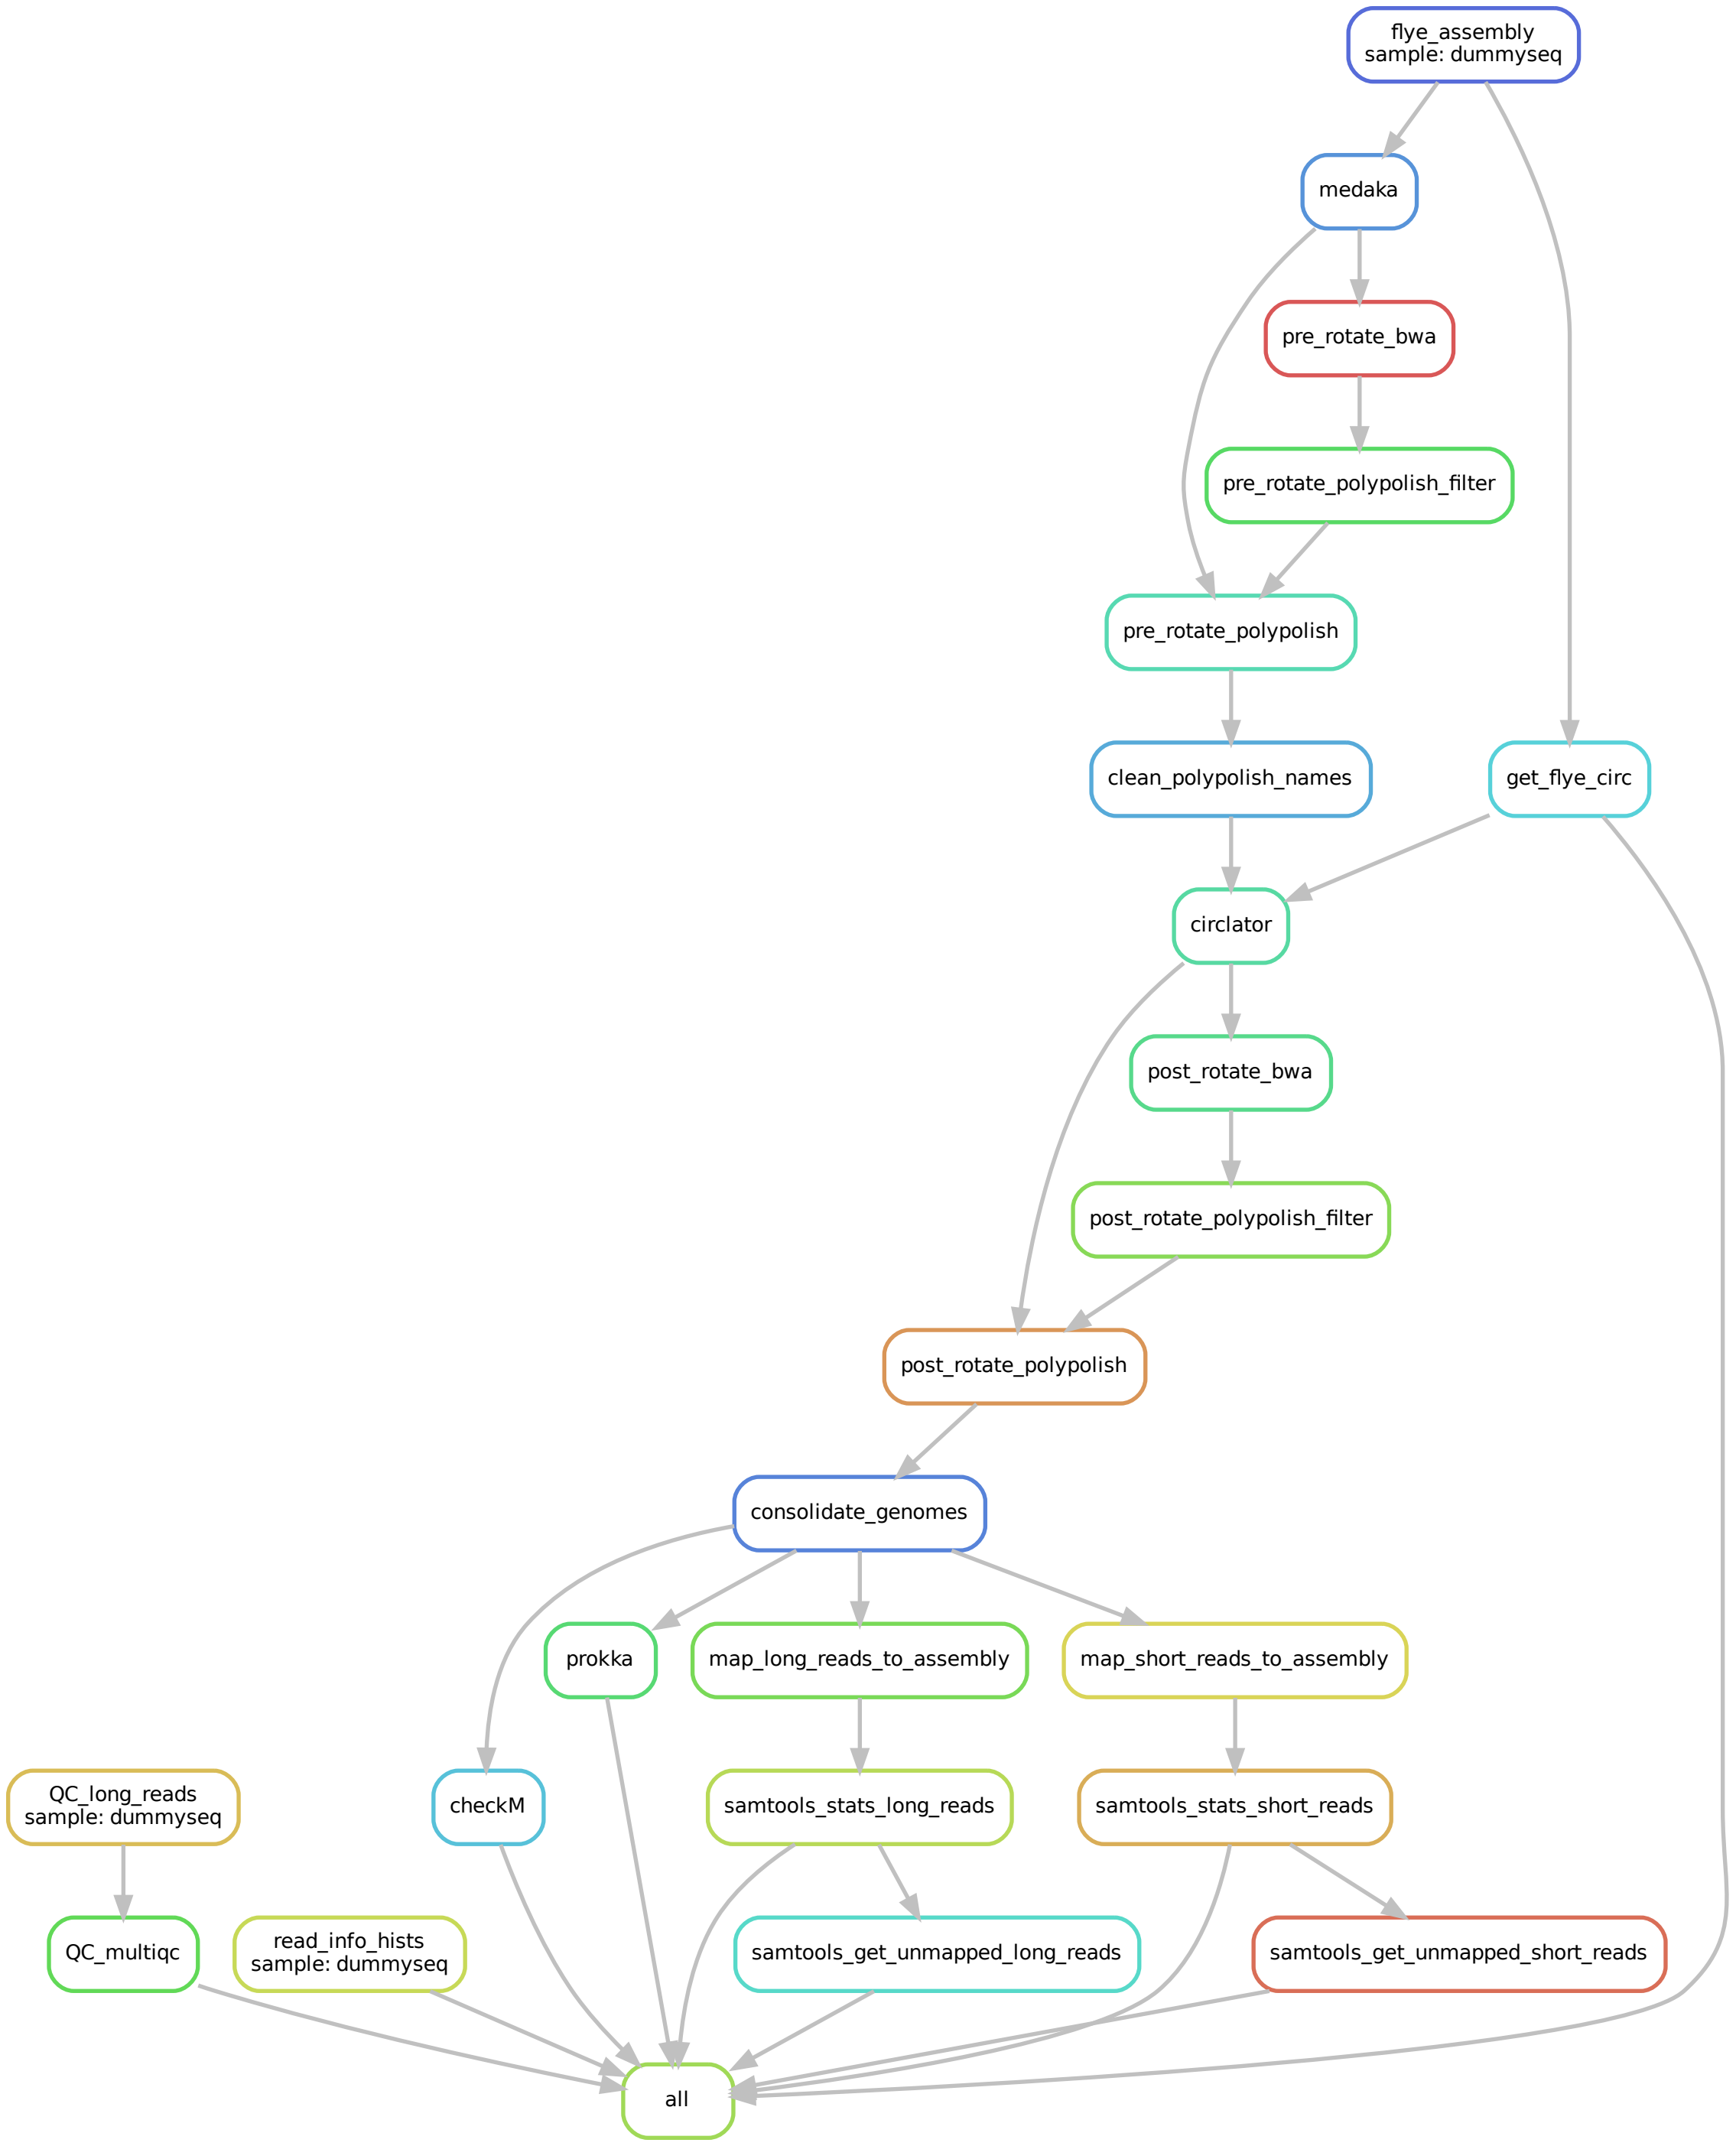 flye_assembly
sample: dummyseq
medaka
pre_rotate_bwa
pre_rotate_polypolish_filter
pre_rotate_polypolish
clean_polypolish_names
get_flye_circ
circlator
post_rotate_bwa
post_rotate_polypolish_filter
post_rotate_polypolish
consolidate_genomes
prokka
map_long_reads_to_assembly
map_short_reads_to_assembly
QC_long_reads
sample: dummyseq
checkM
samtools_stats_long_reads
samtools_stats_short_reads
QC_multiqc
read_info_hists
sample: dummyseq
samtools_get_unmapped_long_reads
samtools_get_unmapped_short_reads
all